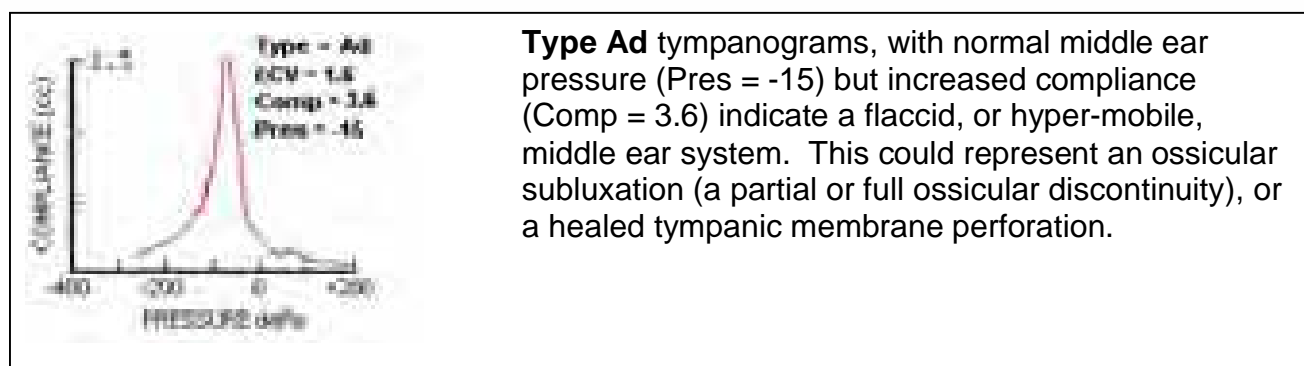 Type = Ad
ECV = 1.6
Comp = 3.6
Pres = -15
COMPLIANCE (cc)
-400 -200 0 +200
PRESSURE daPa
Type Ad tympanograms, with normal middle ear
pressure (Pres = -15) but increased compliance
(Comp = 3.6) indicate a flaccid, or hyper-mobile,
middle ear system. This could represent an ossicular
subluxation (a partial or full ossicular discontinuity), or
a healed tympanic membrane perforation.